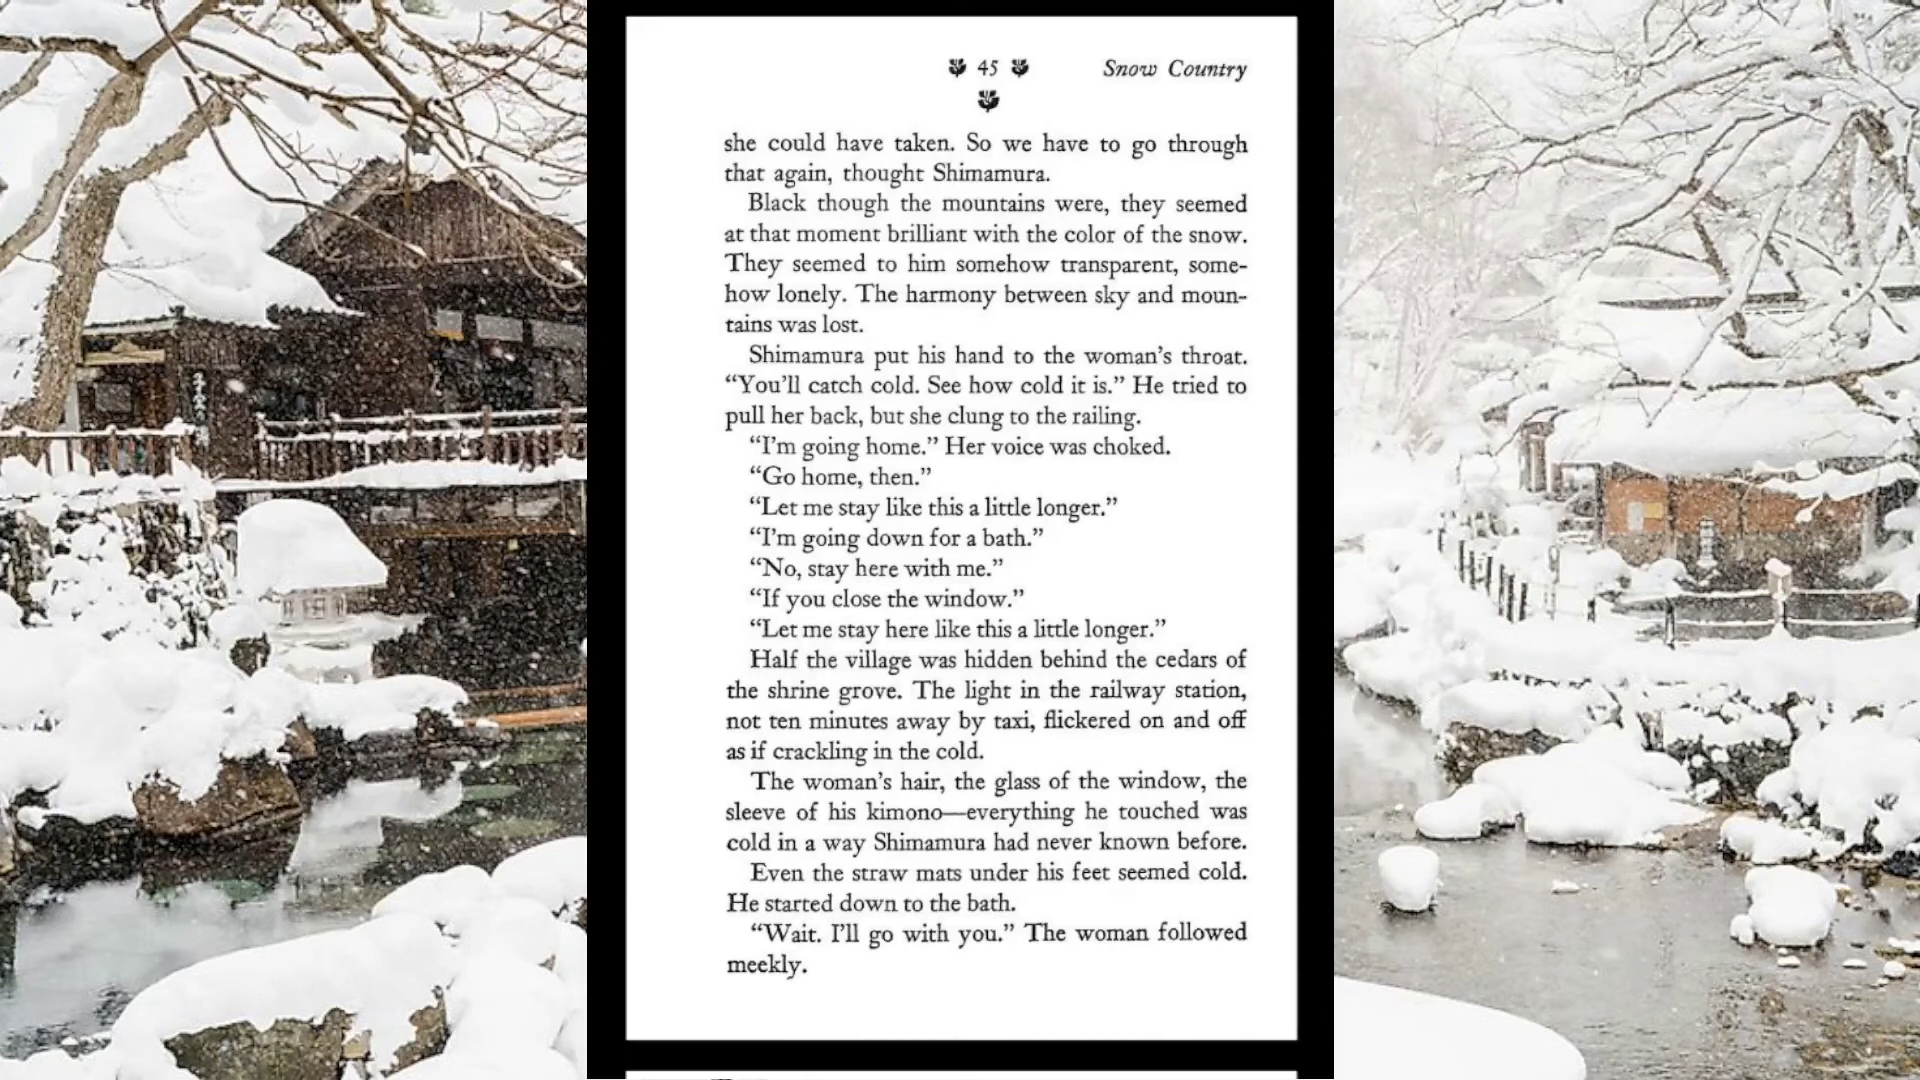 45
Snow Country
she could have taken. So we have to go through
that again, thought Shimamura.
Black though the mountains were, they seemed
at that moment brilliant with the color of the snow.
They seemed to him somehow transparent, some-
how lonely. The harmony between sky and moun-
tains was lost.
Shimamura put his hand to the woman's throat.
“You'll catch cold. See how cold it is.” He tried to
pull her back, but she clung to the railing.
“I'm going home.” Her voice was choked.
“Go home, then.”
“Let me stay like this a little longer.”
“I'm going down for a bath.”
“No, stay here with me.”
“If you close the window.”
“Let me stay here like this a little longer.”
Half the village was hidden behind the cedars of
the shrine grove. The light in the railway station,
not ten minutes away by taxi, flickered on and off
as if crackling in the cold.
The woman's hair, the glass of the window, the
sleeve of his kimono—everything he touched was
cold in a way Shimamura had never known before.
Even the straw mats under his feet seemed cold.
He started down to the bath.
“Wait. I'll go with you.” The woman followed
meekly.